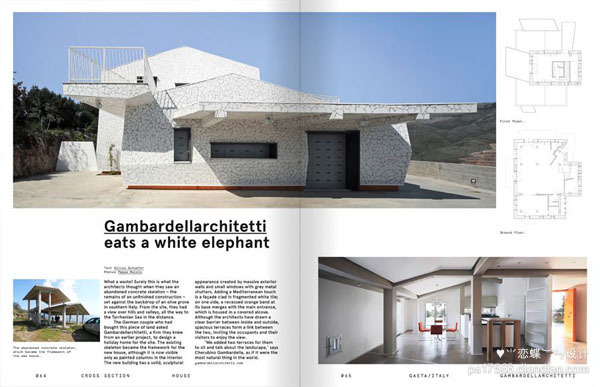 First Floor.
Ground Floor.
Gambardellarchitetti
eats a white elephant
What a waste! Surely this is what the
architects thought when they saw an
abandoned concrete skeleton – the
remains of an unfinished construction –
set against the backdrop of an olive grove
in southern Italy. From the site, they had
a view over hills and valleys, all the way
to the Tyrrhenian Sea in the distance.
The German couple who had
bought this piece of land asked
Gambardellarchitetti, a firm they knew
from an earlier project, to design a
holiday home for the site. The existing
skeleton became the framework for the
new house, although it is now visible
only as painted columns in the interior.
The new building has a solid, sculptural
appearance created by massive exterior
walls and small windows with grey metal
shutters. Adding a Mediterranean touch
is a façade clad in fragmented white tile;
on one side, a recessed orange band at
its base merges with the main entrance,
which is housed in a covered alcove.
Although the architects have drawn a
clear barrier between inside and outside,
spacious terraces form a link between
the two, inviting the occupants and their
visitors to enjoy the view.
'We added two terraces for them
to sit and talk about the landscape,' says
Cherubino Gambardella, as if it were the
most natural thing in the world.
gambardellarchitetti.com
The abandoned concrete skeleton,
which became the framework of
the new house.
064
CROSS SECTION
HOUSE
065
GAETA/ITALY
GAMBARDELLARCHITETTI